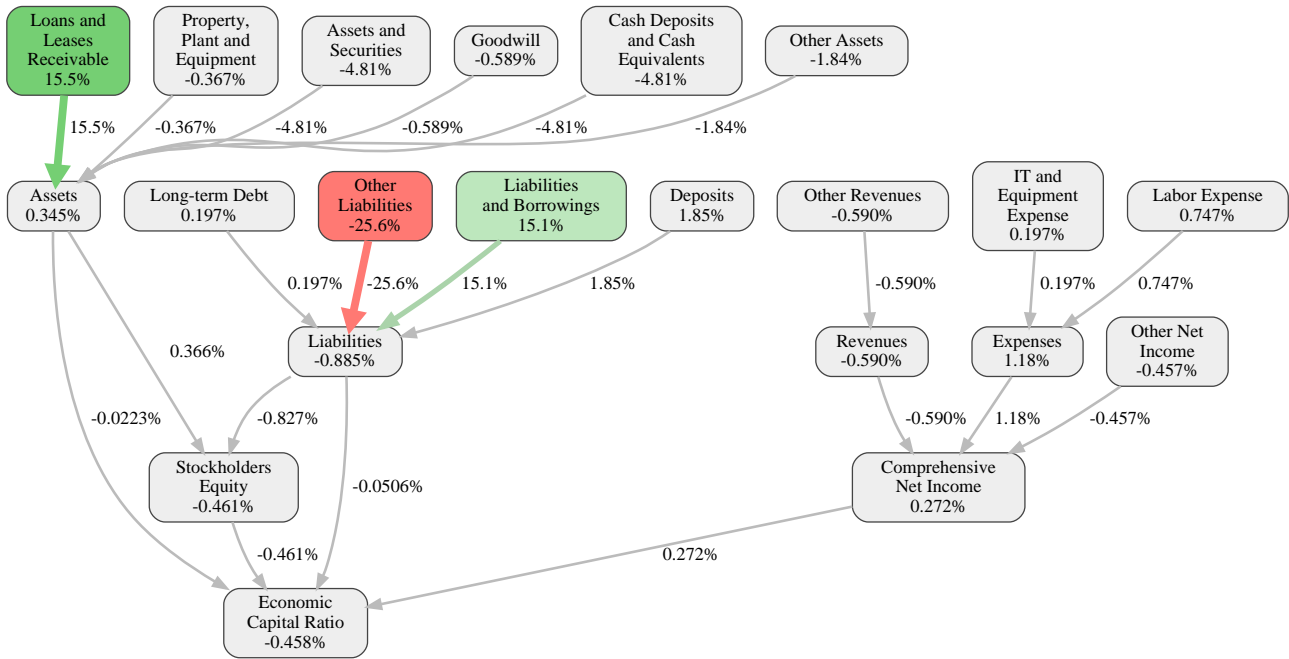 Loans and
Leases
Receivable
15.5%
Property,
Plant and
Equipment
-0.367%
Assets and
Securities
-4.81%
Goodwill
-0.589%
Cash Deposits
and Cash
Equivalents
-4.81%
Other Assets
-1.84%
15.5%
-0.367%
-4.81%
-0.589%
-4.81%
-1.84%
Assets
0.345%
Long-term Debt
0.197%
Other
Liabilities
-25.6%
Liabilities
and Borrowings
15.1%
Deposits
1.85%
Other Revenues
-0.590%
IT and
Equipment
Expense
0.197%
Labor Expense
0.747%
0.197%
-25.6%
15.1%
1.85%
-0.590%
0.197%
0.747%
0.366%
Liabilities
-0.885%
Revenues
-0.590%
Expenses
1.18%
Other Net
Income
-0.457%
-0.0223%
-0.827%
-0.590%
1.18%
-0.457%
Stockholders
Equity
-0.461%
-0.0506%
Comprehensive
Net Income
0.272%
-0.461%
0.272%
Economic
Capital Ratio
-0.458%